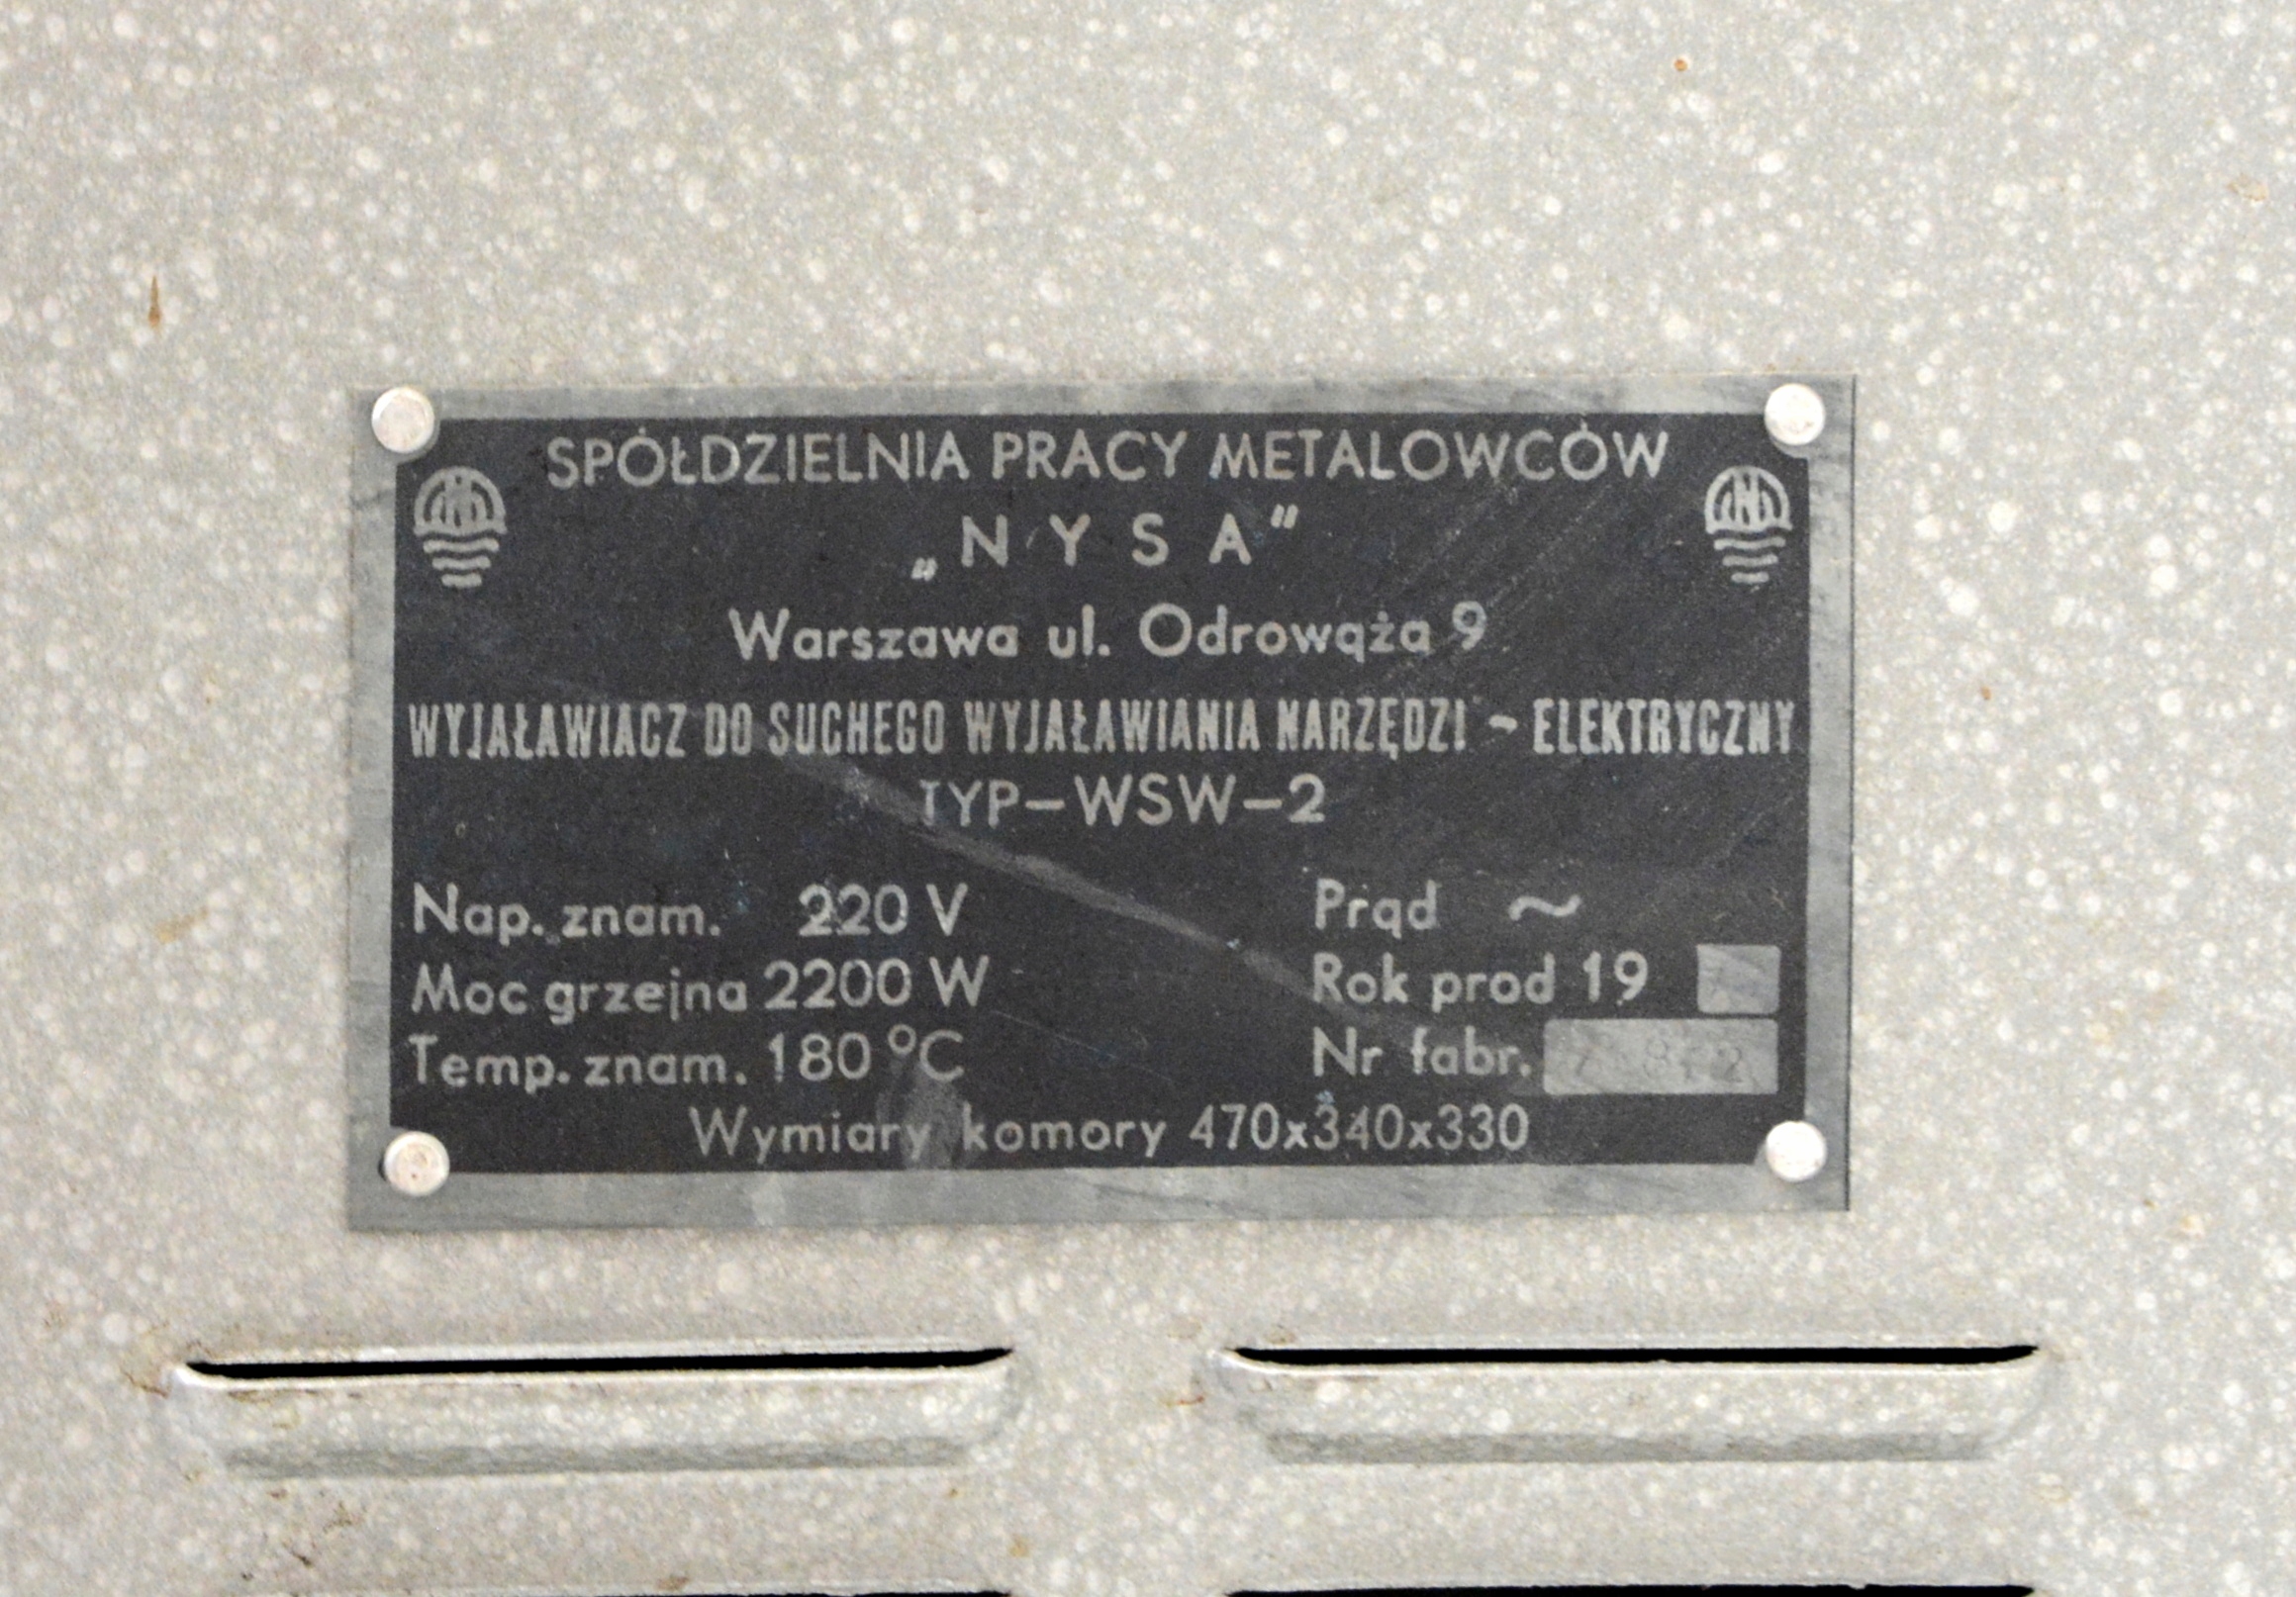 SPÓŁDZIELNIA PRACY METALOWCÓW
„NYSA"
Warszawa ul. Odrowąża 9
WYJAŁAWIACZ DO SUCHEGO WYJAŁAWIANIA NARZĘDZI - ELEKTRYCZNY
TYP-WSW-2
Nap. znam. 220 V Prąd ~
Moc grzejna 2200 W Rok prod 19
Temp. znam. 180 °C Nr fabr.
Wymiary komory 470x340x330